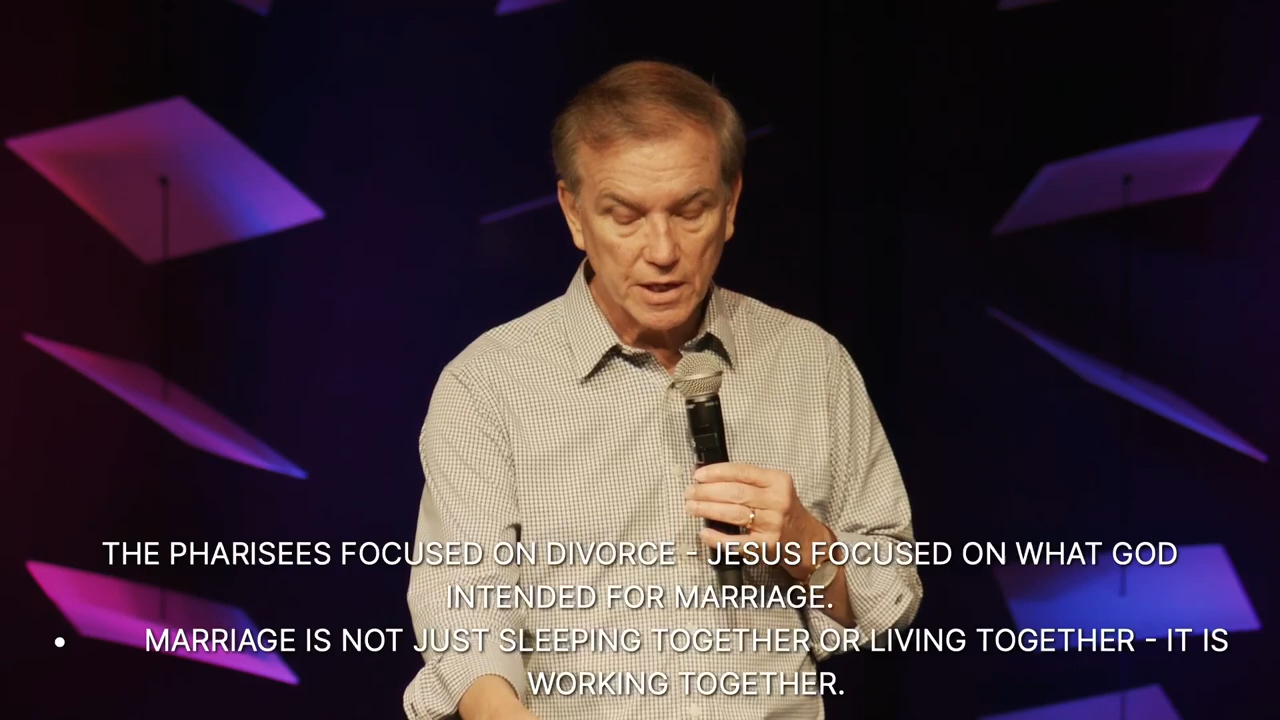 THE PHARISEES FOCUSED ON DIVORCE - JESUS FOCUSED ON WHAT GOD
INTENDED FOR MARRIAGE.
• MARRIAGE IS NOT JUST SLEEPING TOGETHER OR LIVING TOGETHER - IT IS
WORKING TOGETHER.